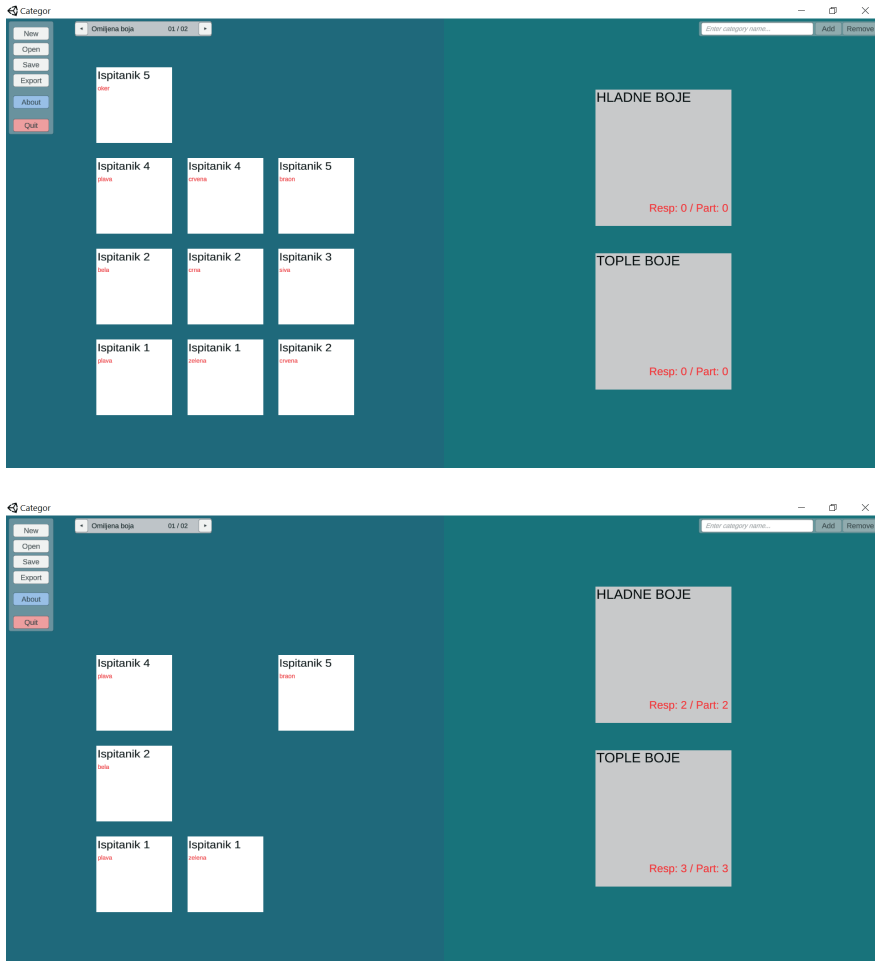 Categor
New
Open
Save
Export
About
Quit
Omiljena boja 01 / 02
Enter category name... Add Remove
Ispitanik 5
oker
Ispitanik 4
plava
Ispitanik 4
crvena
Ispitanik 5
braon
Ispitanik 2
bela
Ispitanik 2
crna
Ispitanik 3
siva
Ispitanik 1
plava
Ispitanik 1
zelena
Ispitanik 2
crvena
HLADNE BOJE
Resp: 0 / Part: 0
TOPLE BOJE
Resp: 0 / Part: 0
Categor
New
Open
Save
Export
About
Quit
Omiljena boja 01 / 02
Enter category name... Add Remove
Ispitanik 4
plava
Ispitanik 5
braon
Ispitanik 2
bela
Ispitanik 1
plava
Ispitanik 1
zelena
HLADNE BOJE
Resp: 2 / Part: 2
TOPLE BOJE
Resp: 3 / Part: 3